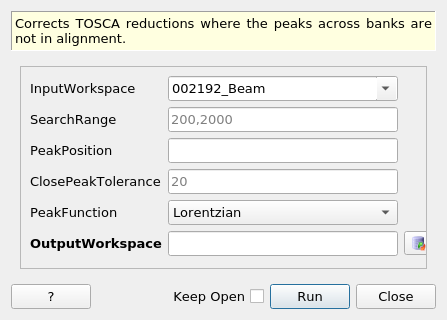 Corrects TOSCA reductions where the peaks across banks are
not in alignment.
InputWorkspace 002192_Beam
SearchRange 200,2000
PeakPosition
ClosePeakTolerance 20
PeakFunction Lorentzian
OutputWorkspace
? Keep Open Run Close